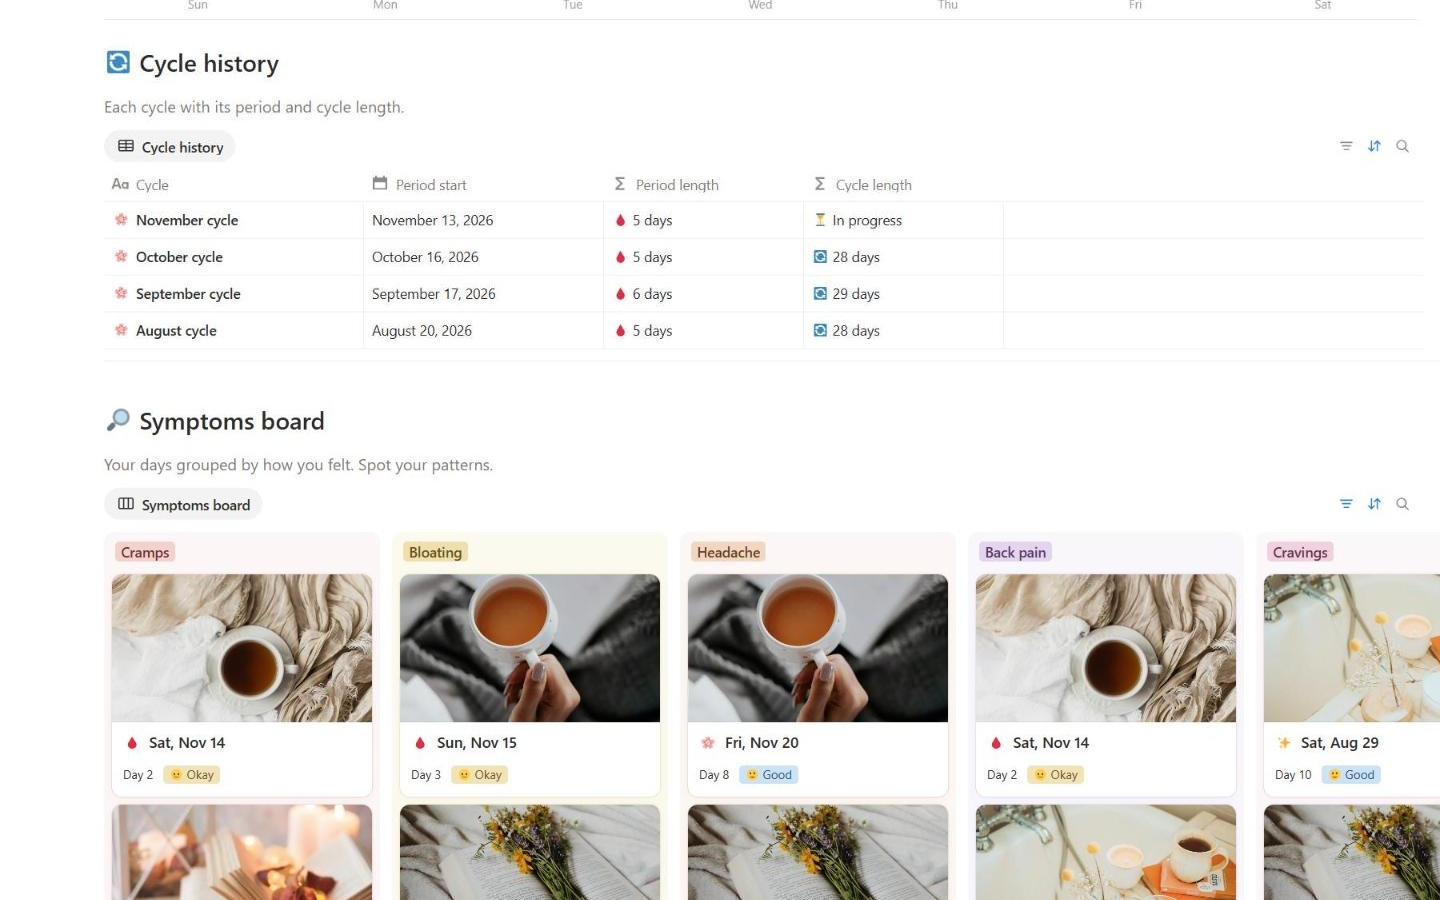 Sun Mon Tue Wed Thu Fri Sat
Cycle history
Each cycle with its period and cycle length.
Cycle history
Aa Cycle Period start Σ Period length Σ Cycle length
November cycle November 13, 2026 5 days In progress
October cycle October 16, 2026 5 days 28 days
September cycle September 17, 2026 6 days 29 days
August cycle August 20, 2026 5 days 28 days
Symptoms board
Your days grouped by how you felt. Spot your patterns.
Symptoms board
Cramps Bloating Headache Back pain Cravings
Sat, Nov 14 Sun, Nov 15 Fri, Nov 20 Sat, Nov 14 Sat, Aug 29
Day 2 Okay Day 3 Okay Day 8 Good Day 2 Okay Day 10 Good